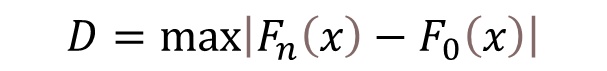 D = max|Fₙ(x) − F₀(x)|